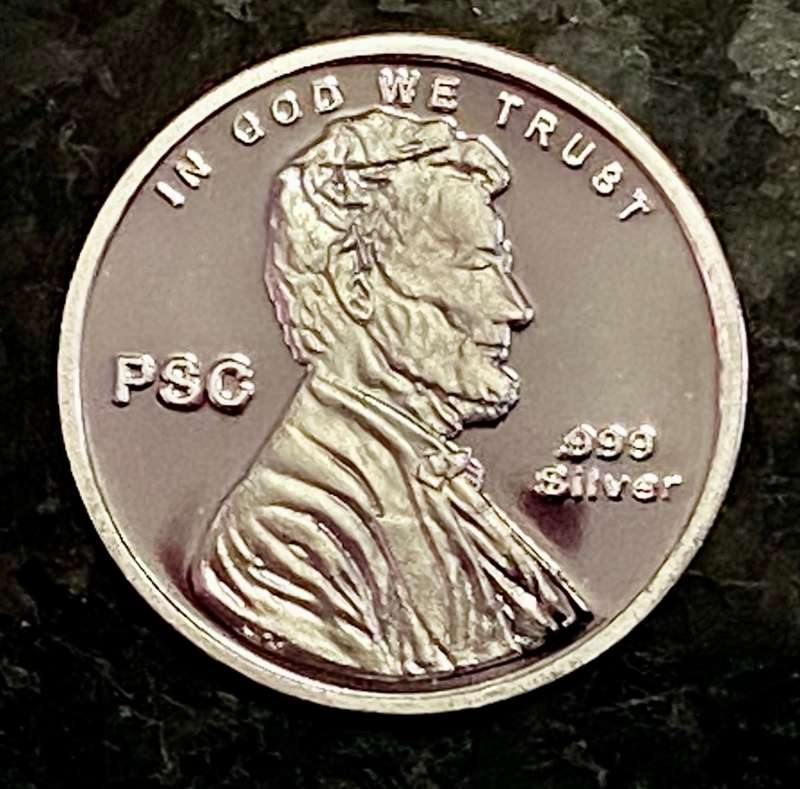 IN GOD WE TRUST
PSG
.999
Silver